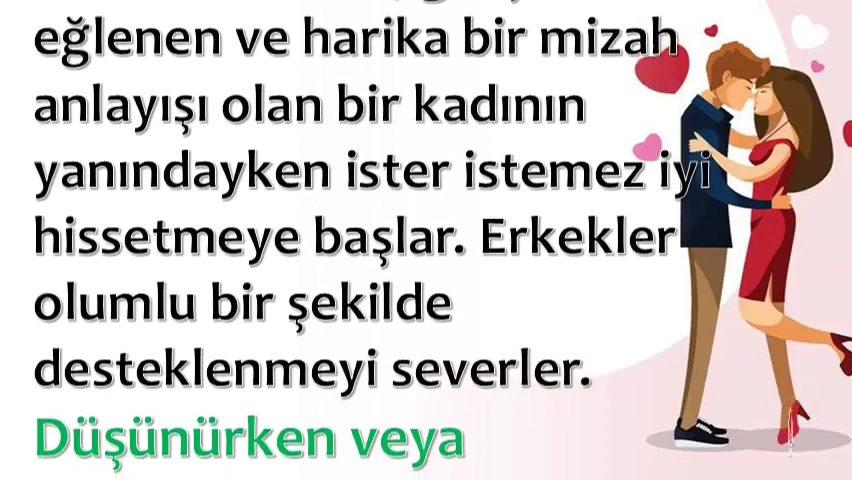 eğlenen ve harika bir mizah
anlayışı olan bir kadının
yanındayken ister istemez iyi
hissetmeye başlar. Erkekler
olumlu bir şekilde
desteklenmeyi severler.
Düşünürken veya